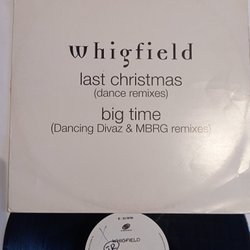 whigfield
last christmas
(dance remixes)
big time
(Dancing Divaz & MBRG remixes)
WHIGFIELD